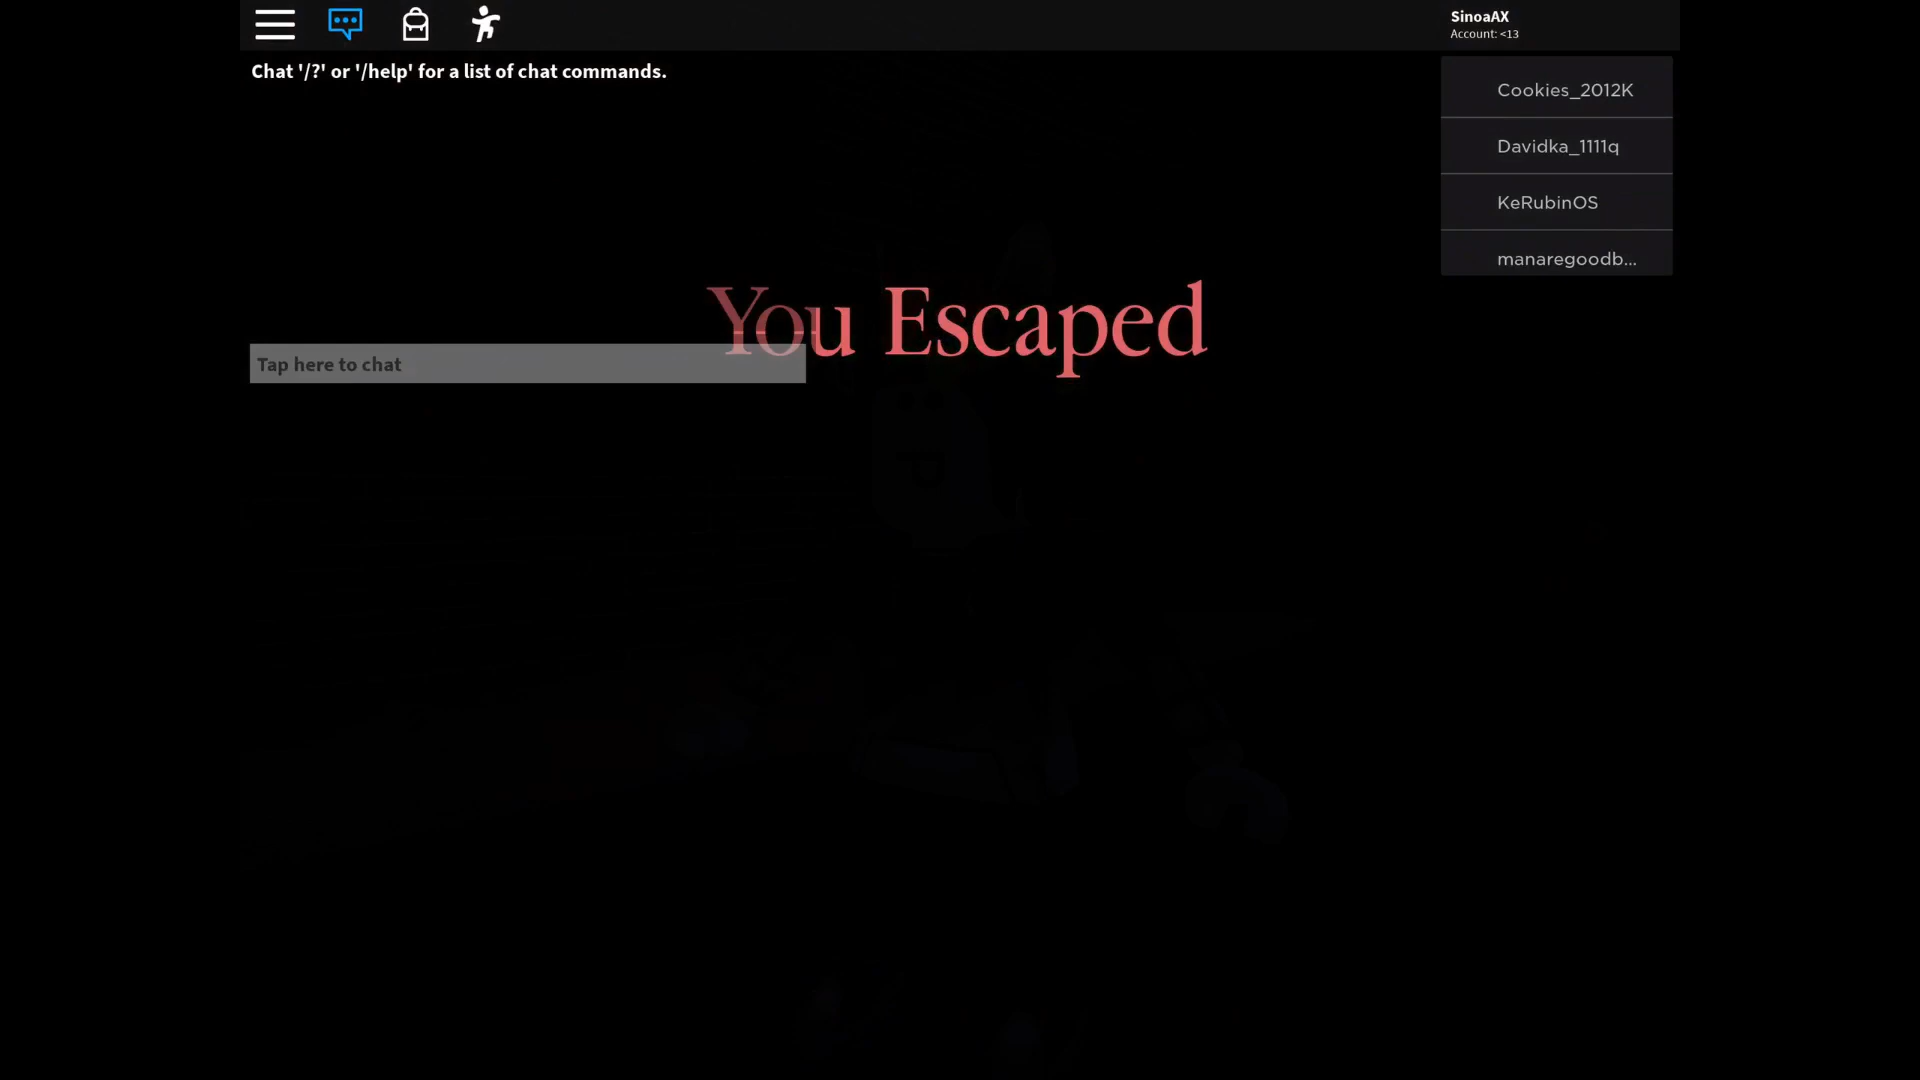 SinoaAX
Account: <13
Chat '/?' or '/help' for a list of chat commands.
Cookies_2012K
Davidka_1111q
KeRubinOS
manaregoodb...
You Escaped
Tap here to chat